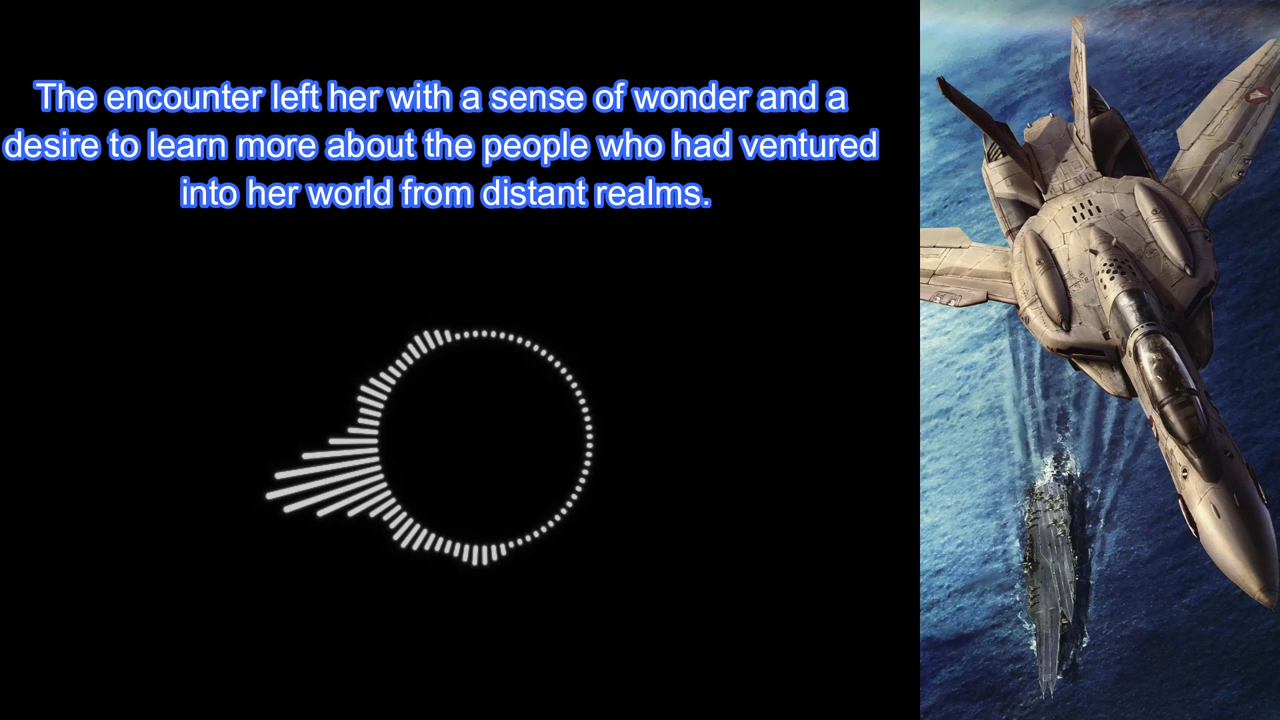 The encounter left her with a sense of wonder and a
desire to learn more about the people who had ventured
into her world from distant realms.